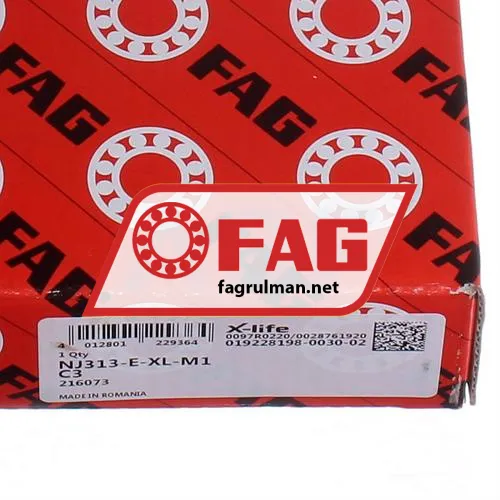 FAG
FAG
FAG
FAG
FAG
fagrulman.net
X-life
4 012801 229364
0097R0220/0028761920
019228198-0030-02
1 Qty
NJ313-E-XL-M1
C3
216073
MADE IN ROMANIA